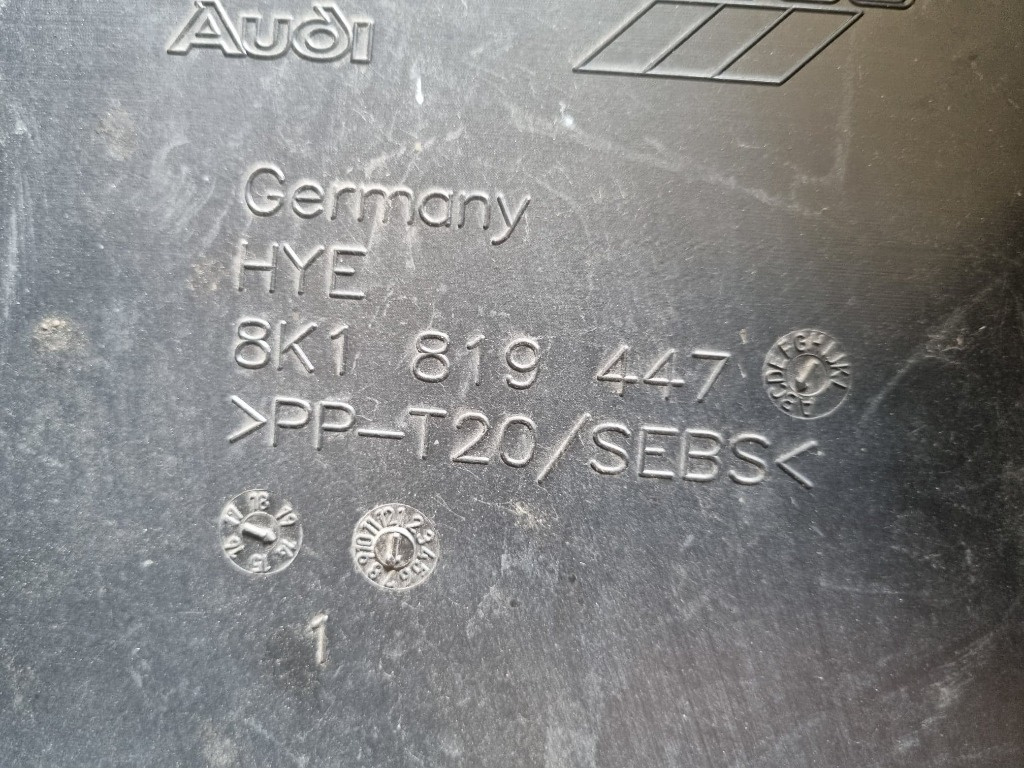 Audi
Germany
HYE
8K1 819 447
>PP-T20/SEBS<
1